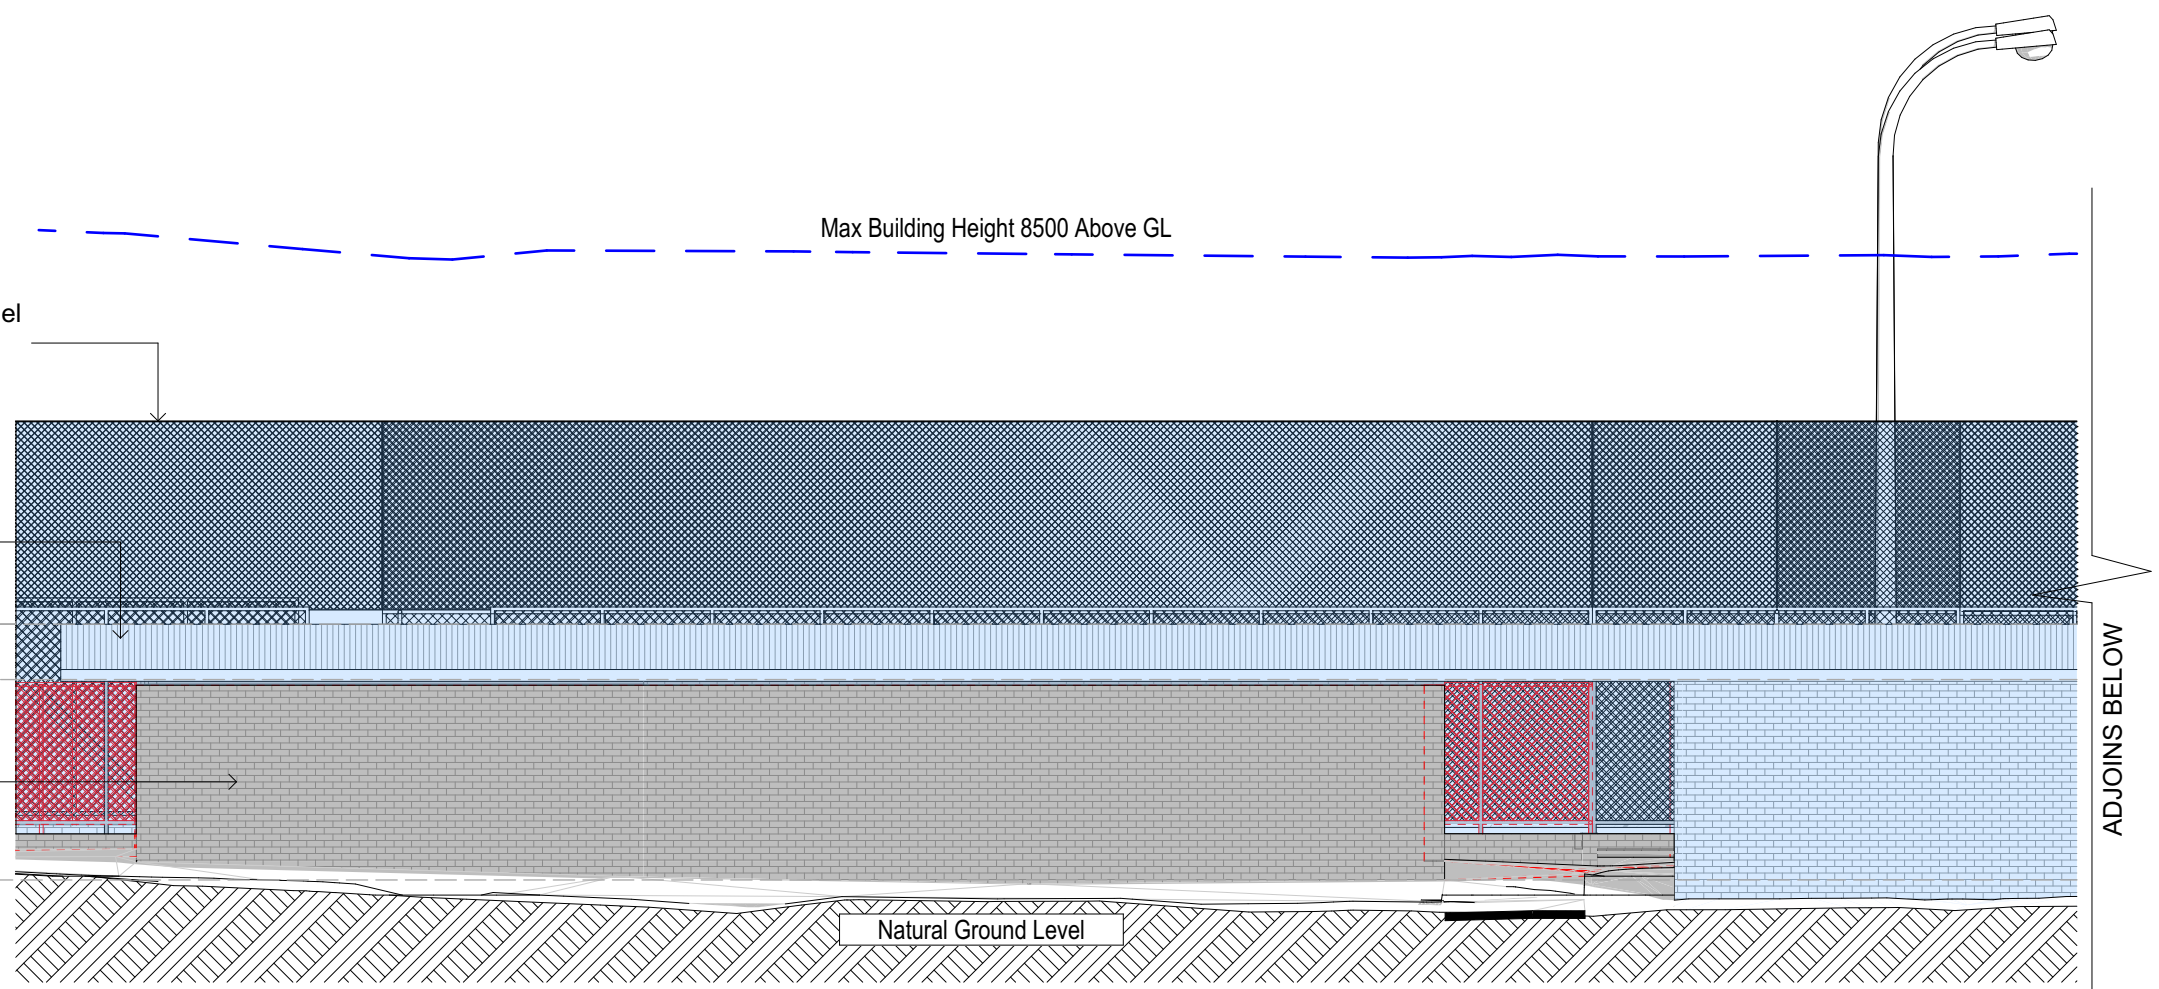 Max Building Height 8500 Above GL
el
ADJOINS BELOW
Natural Ground Level